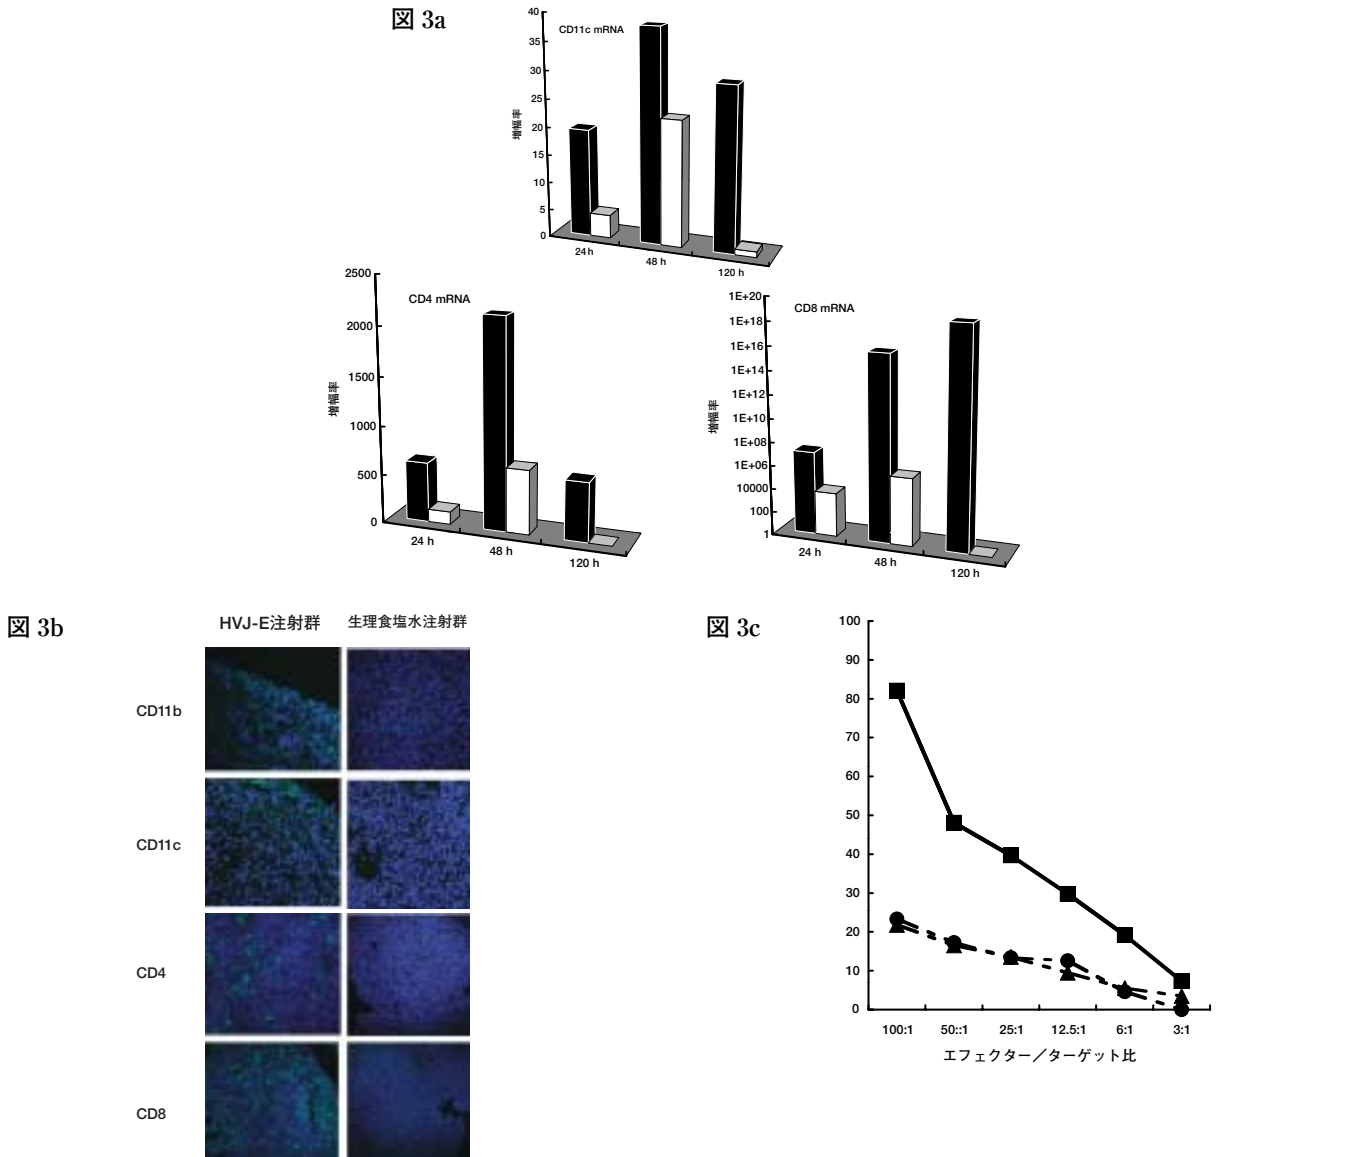 図 3a
CD11c mRNA
増幅率
40
35
30
25
20
15
10
5
0
24 h
48 h
120 h
CD4 mRNA
増幅率
2500
2000
1500
1000
500
0
24 h
48 h
120 h
CD8 mRNA
増幅率
1E+20
1E+18
1E+16
1E+14
1E+12
1E+10
1E+08
1E+06
10000
100
1
24 h
48 h
120 h
図 3b
HVJ-E注射群 生理食塩水注射群
CD11b
CD11c
CD4
CD8
図 3c
100
90
80
70
60
50
40
30
20
10
0
100:1 50::1 25:1 12.5:1 6:1 3:1
エフェクター／ターゲット比